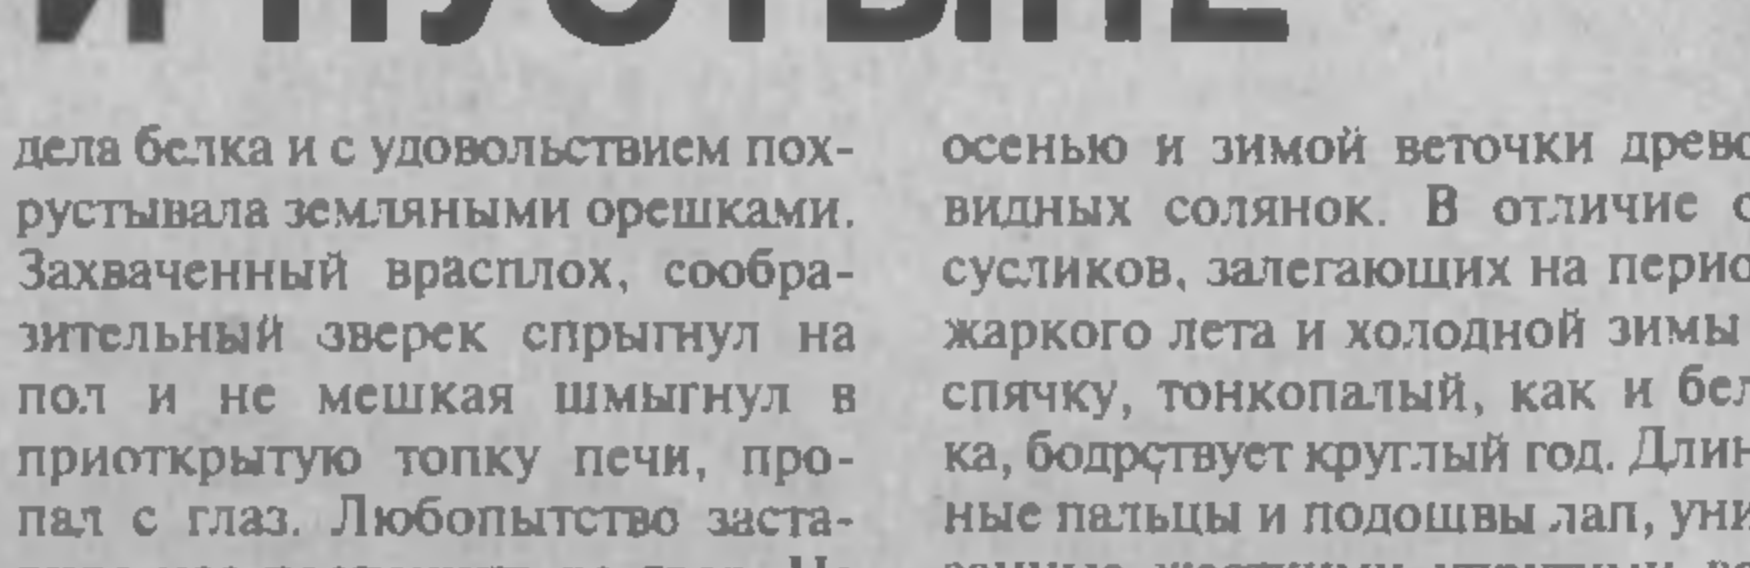 дела белка и с удовольствием пох-
рустывала земляными орешками.
Захваченный врасплох, сообра-
зительный зверек спрыгнул на
пол и не мешкая шмыгнул в
приоткрытую топку печи, про-
пал с глаз. Любопытство заста-
осенью и зимой веточки древо
видных солянок. В отличие
сусликов, залегающих на перио
жаркого лета и холодной зимы
спячку, тонкопалый, как и бел
ка, бодрствует круглый год. Длин
ные пальцы и подошвы лап, уни